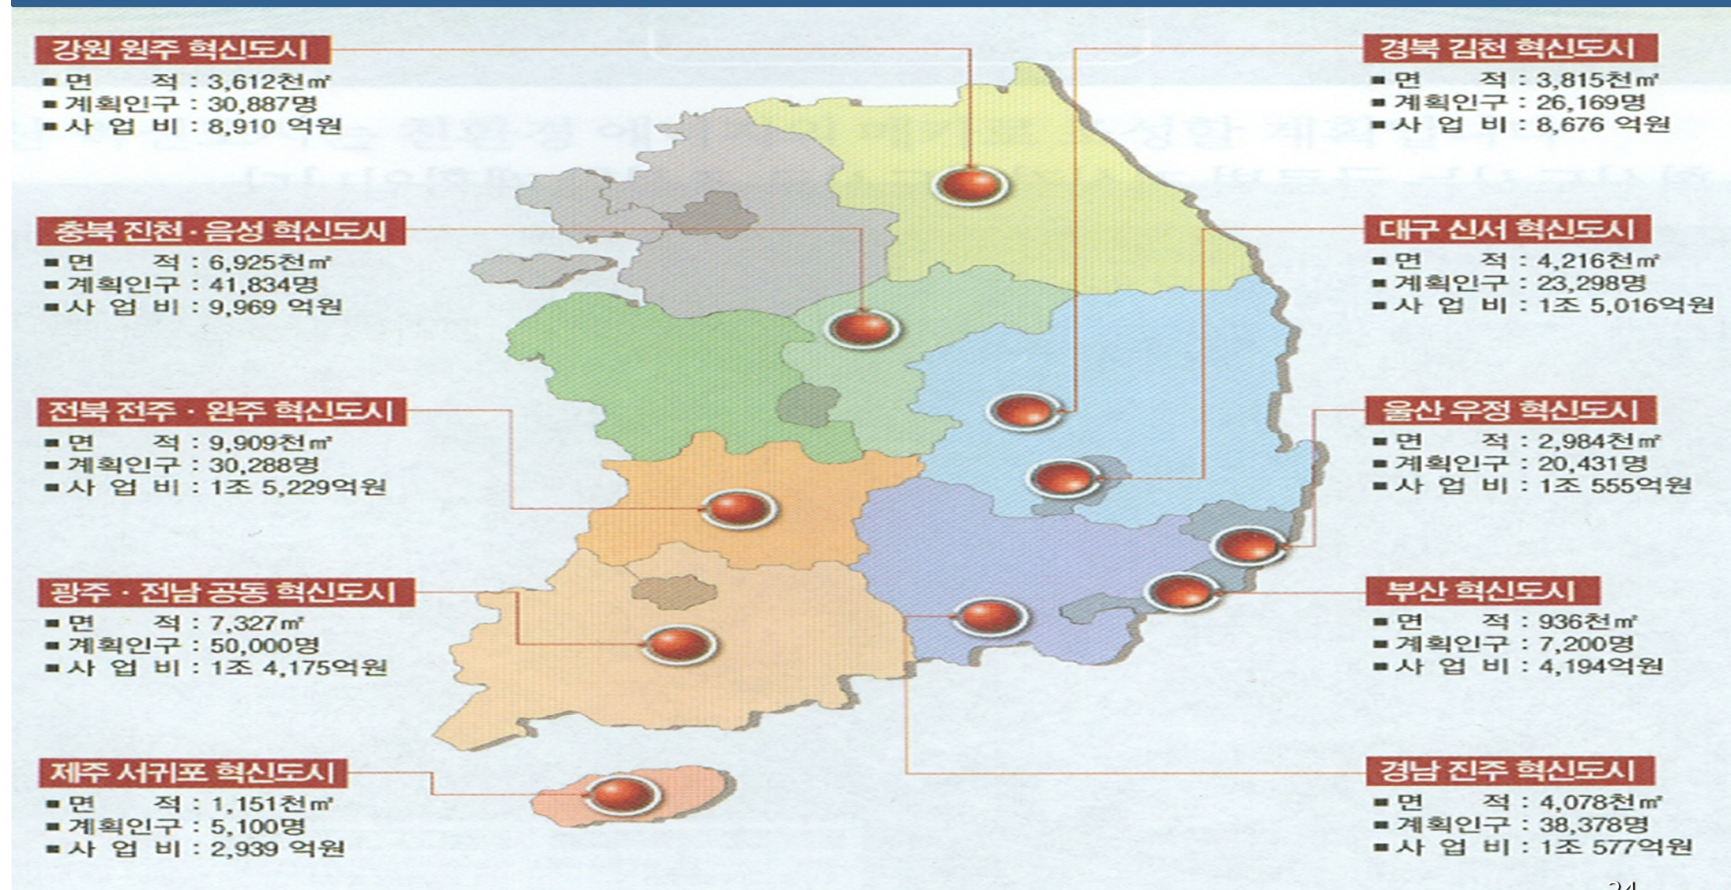 강원 원주 혁신도시
▪ 면 적 : 3,612천㎡
▪ 계획인구 : 30,887명
▪ 사 업 비 : 8,910 억원
충북 진천 · 음성 혁신도시
▪ 면 적 : 6,925천㎡
▪ 계획인구 : 41,834명
▪ 사 업 비 : 9,969 억원
전북 전주 · 완주 혁신도시
▪ 면 적 : 9,909천㎡
▪ 계획인구 : 30,288명
▪ 사 업 비 : 1조 5,229억원
광주 · 전남 공동 혁신도시
▪ 면 적 : 7,327㎡
▪ 계획인구 : 50,000명
▪ 사 업 비 : 1조 4,175억원
제주 서귀포 혁신도시
▪ 면 적 : 1,151천㎡
▪ 계획인구 : 5,100명
▪ 사 업 비 : 2,939 억원
경북 김천 혁신도시
▪ 면 적 : 3,815천㎡
▪ 계획인구 : 26,169명
▪ 사 업 비 : 8,676 억원
대구 신서 혁신도시
▪ 면 적 : 4,216천㎡
▪ 계획인구 : 23,298명
▪ 사 업 비 : 1조 5,016억원
울산 우정 혁신도시
▪ 면 적 : 2,984천㎡
▪ 계획인구 : 20,431명
▪ 사 업 비 : 1조 555억원
부산 혁신도시
▪ 면 적 : 936천㎡
▪ 계획인구 : 7,200명
▪ 사 업 비 : 4,194억원
경남 진주 혁신도시
▪ 면 적 : 4,078천㎡
▪ 계획인구 : 38,378명
▪ 사 업 비 : 1조 577억원
24